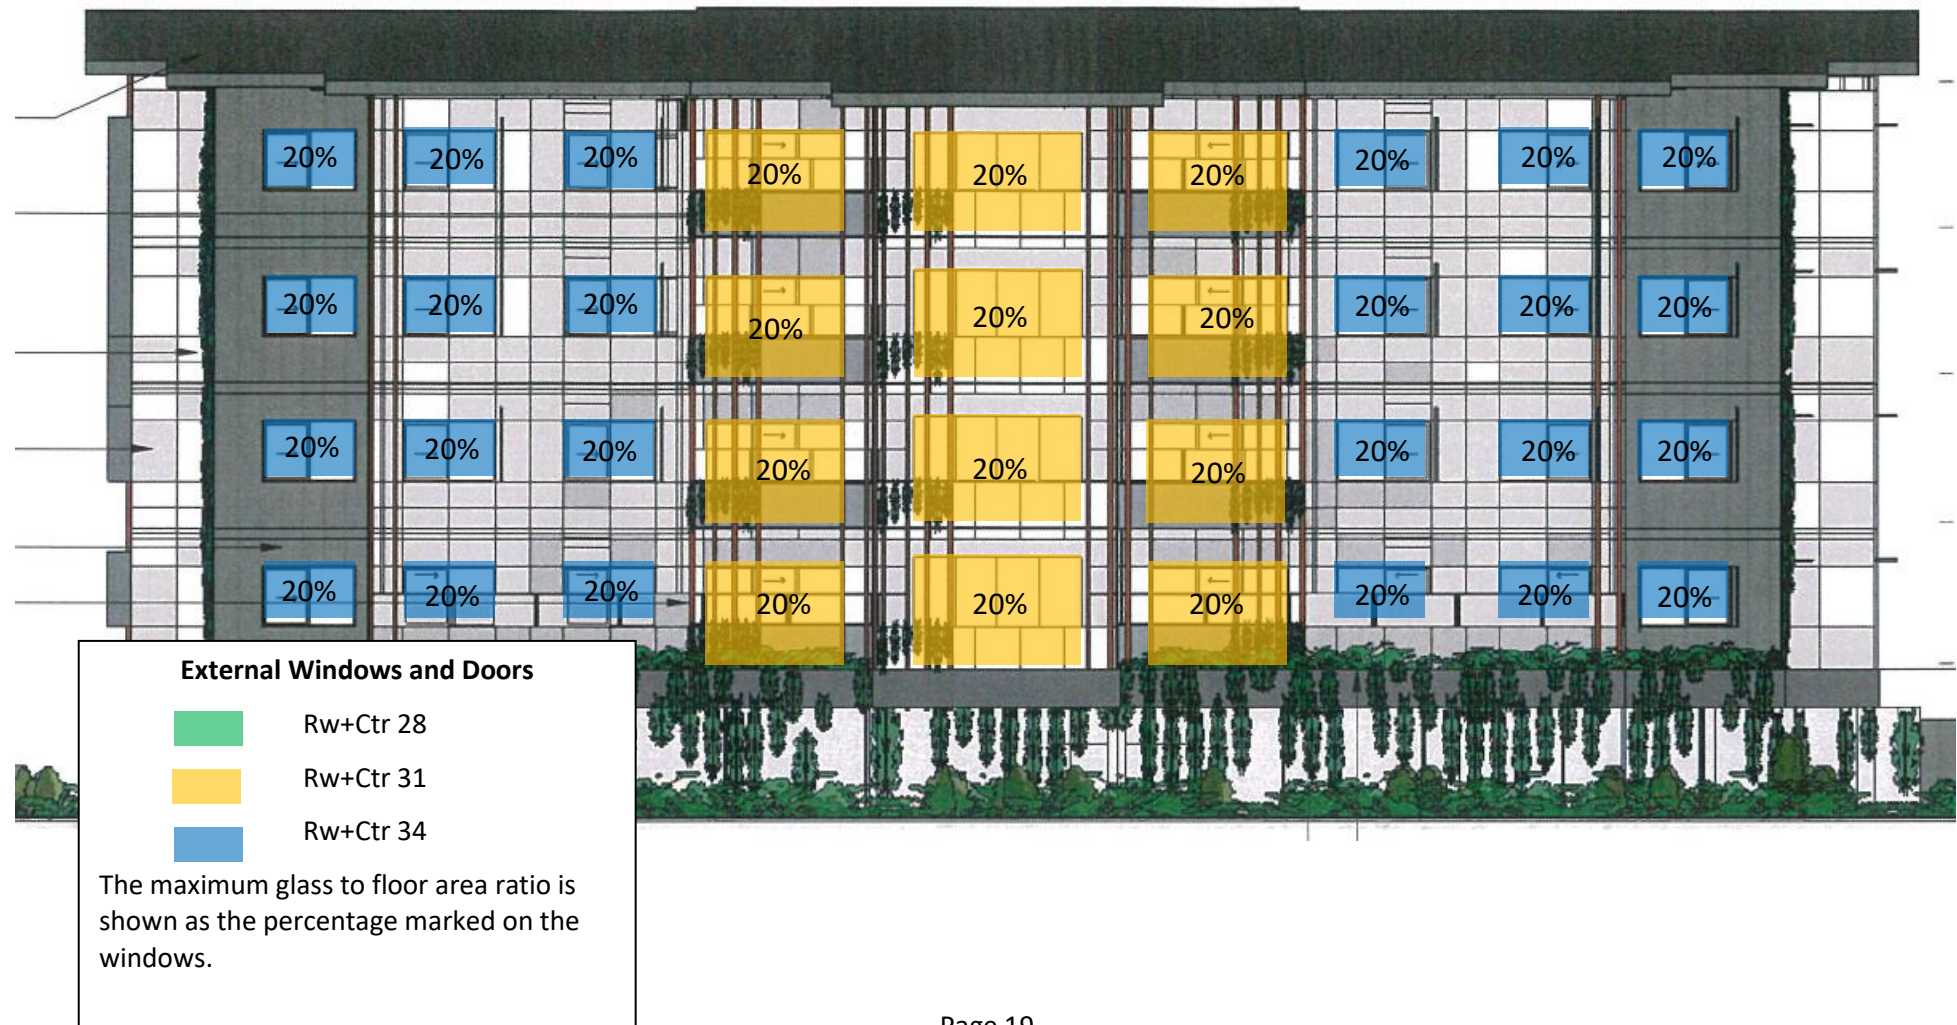 20% 20% 20% 20% 20% 20% 20% 20% 20%
20% 20% 20% 20% 20% 20% 20% 20% 20%
20% 20% 20% 20% 20% 20% 20% 20% 20%
20% 20% 20% 20% 20% 20% 20% 20% 20%
External Windows and Doors
Rw+Ctr 28
Rw+Ctr 31
Rw+Ctr 34
The maximum glass to floor area ratio is
shown as the percentage marked on the
windows.
Page 19